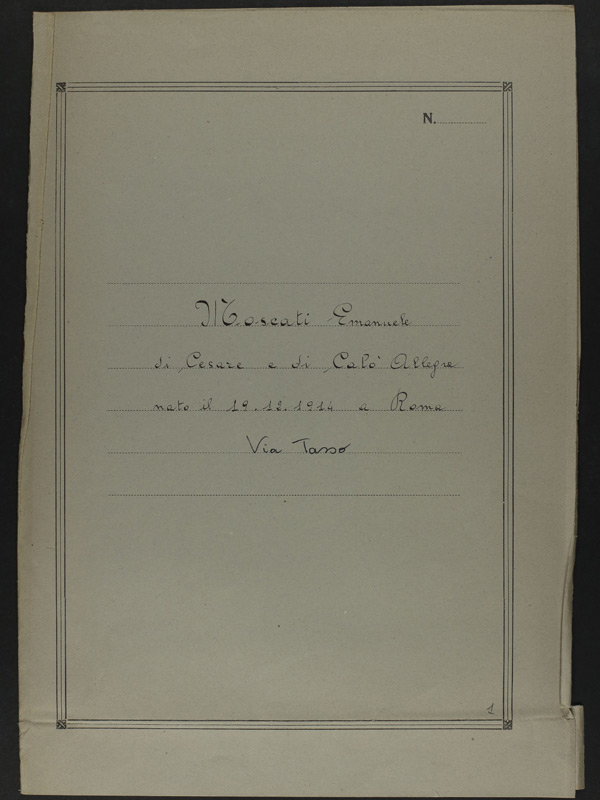 N.
Moscati Emanuele
di Cesare e di Calò Allegra
nato il 19.12.1914 a Roma
Via Tasso
1